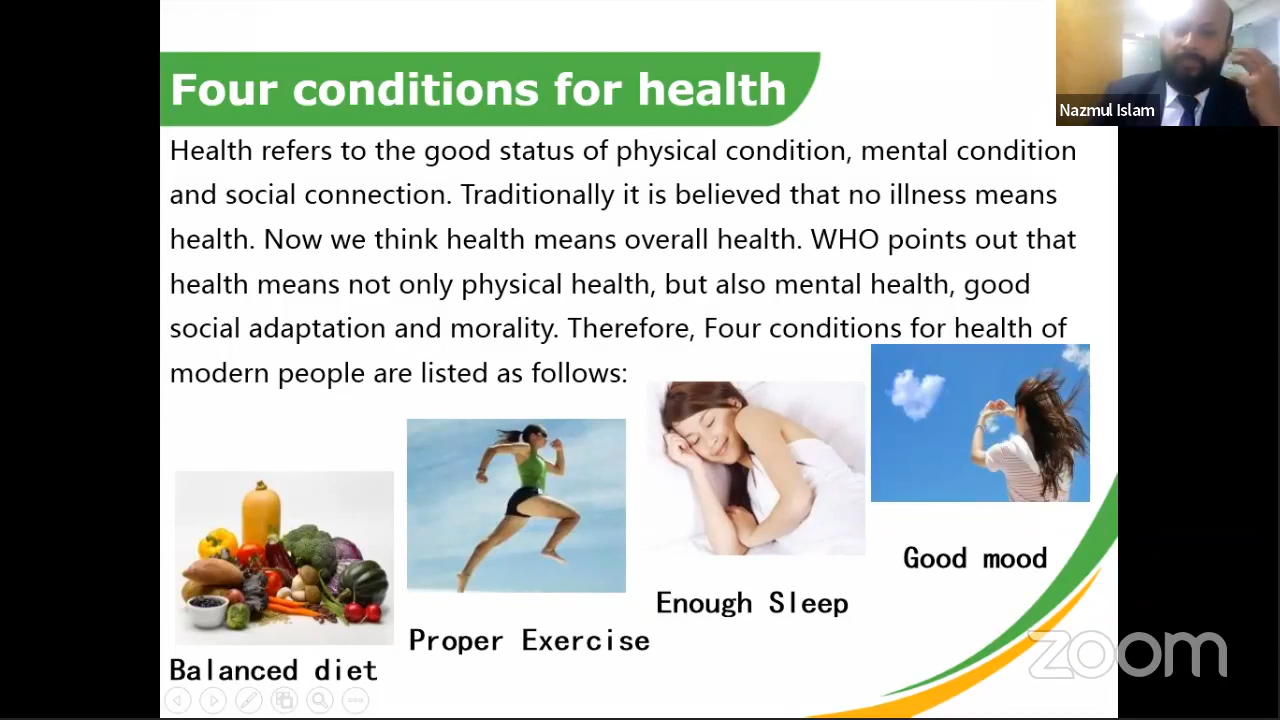 Four conditions for health
Nazmul Islam
Health refers to the good status of physical condition, mental condition
and social connection. Traditionally it is believed that no illness means
health. Now we think health means overall health. WHO points out that
health means not only physical health, but also mental health, good
social adaptation and morality. Therefore, Four conditions for health of
modern people are listed as follows:
Good mood
Enough Sleep
Proper Exercise
Balanced diet
zoom